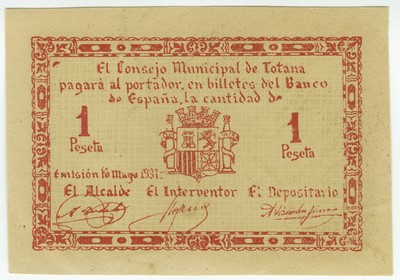 El Consejo Municipal de Totana
pagará al portador, en billetes del Banco
de España, la cantidad de
1 1
Peseta Peseta
Emisión Mayo 1937.
El Alcalde El Interventor El Depositario